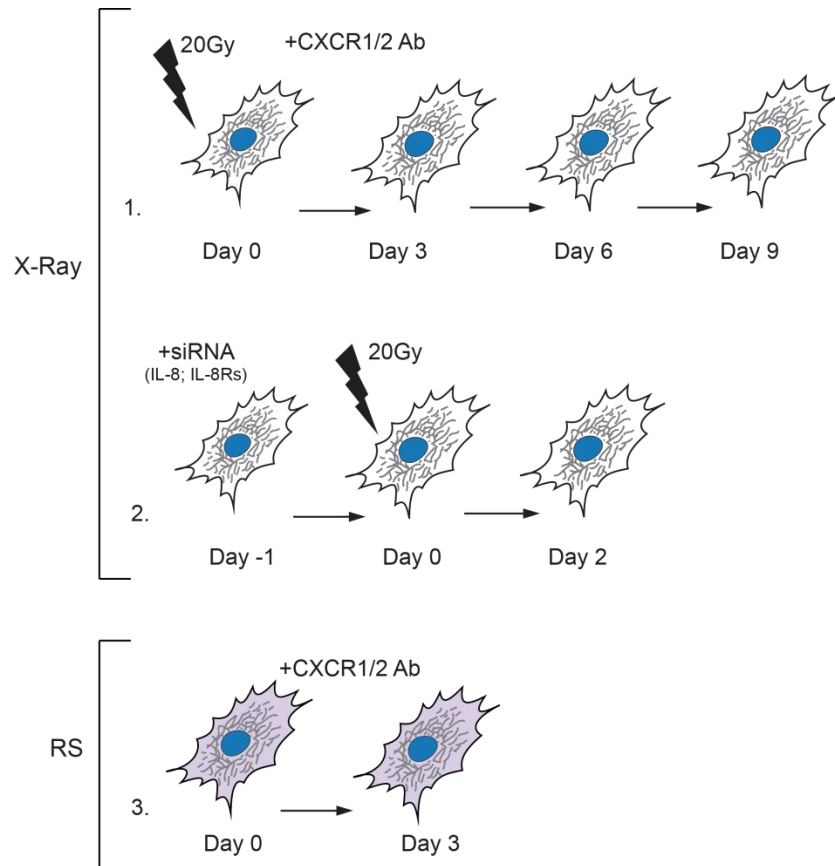 20Gy
+CXCR1/2 Ab
1.
Day 0
Day 3
Day 6
Day 9
X-Ray
+siRNA
(IL-8; IL-8Rs)
20Gy
2.
Day -1
Day 0
Day 2
+CXCR1/2 Ab
RS
3.
Day 0
Day 3